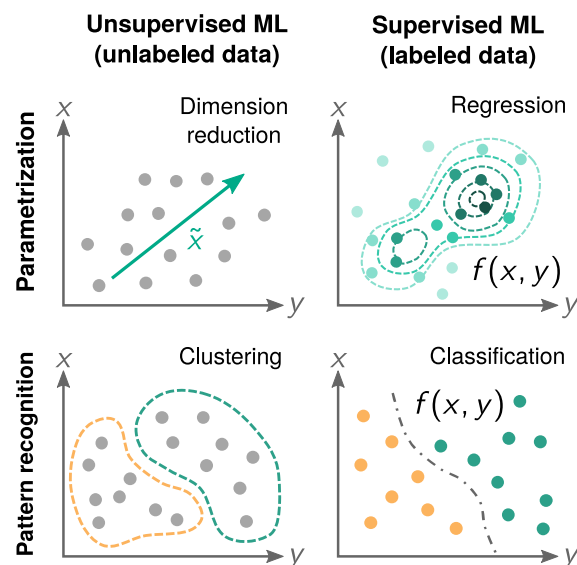 Unsupervised ML
(unlabeled data)
Supervised ML
(labeled data)
Parametrization
x
Dimension
reduction
x̃
y
x
Regression
f(x, y)
y
Pattern recognition
x
Clustering
y
x
Classification
f(x, y)
y